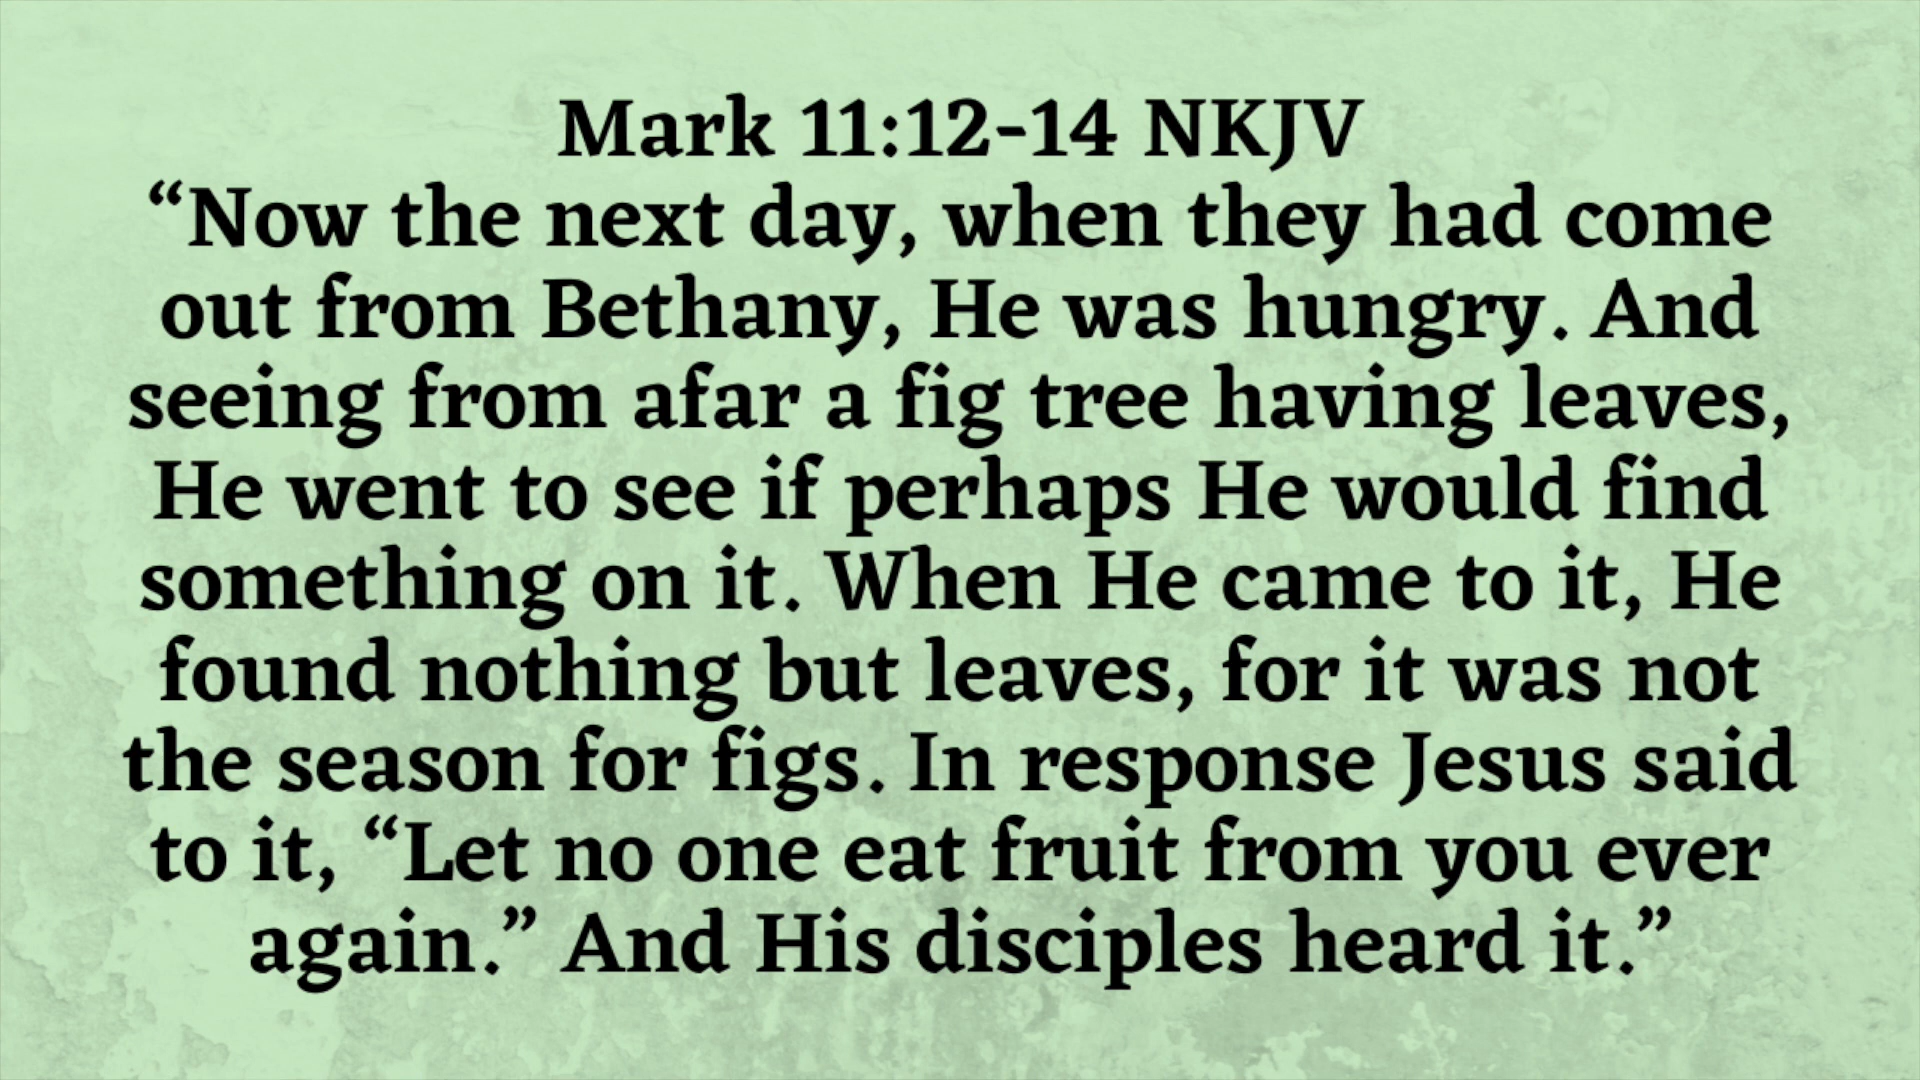 Mark 11:12-14 NKJV
“Now the next day, when they had come
out from Bethany, He was hungry. And
seeing from afar a fig tree having leaves,
He went to see if perhaps He would find
something on it. When He came to it, He
found nothing but leaves, for it was not
the season for figs. In response Jesus said
to it, “Let no one eat fruit from you ever
again.” And His disciples heard it.”